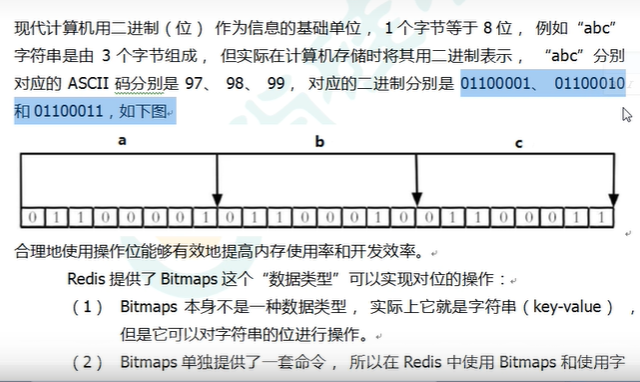 现代计算机用二进制（位） 作为信息的基础单位， 1个字节等于8位， 例如“abc”
字符串是由 3 个字节组成， 但实际在计算机存储时将其用二进制表示， “abc”分别
对应的 ASCII 码分别是 97、 98、 99， 对应的二进制分别是 01100001、 01100010
和 01100011，如下图
a b c
0 1 1 0 0 0 0 1 0 1 1 0 0 0 1 0 0 1 1 0 0 0 1 1
合理地使用操作位能够有效地提高内存使用率和开发效率。
Redis 提供了 Bitmaps 这个“数据类型”可以实现对位的操作：
（1） Bitmaps 本身不是一种数据类型， 实际上它就是字符串（key-value） ，
但是它可以对字符串的位进行操作。
（2） Bitmaps 单独提供了一套命令， 所以在 Redis 中使用 Bitmaps 和使用字